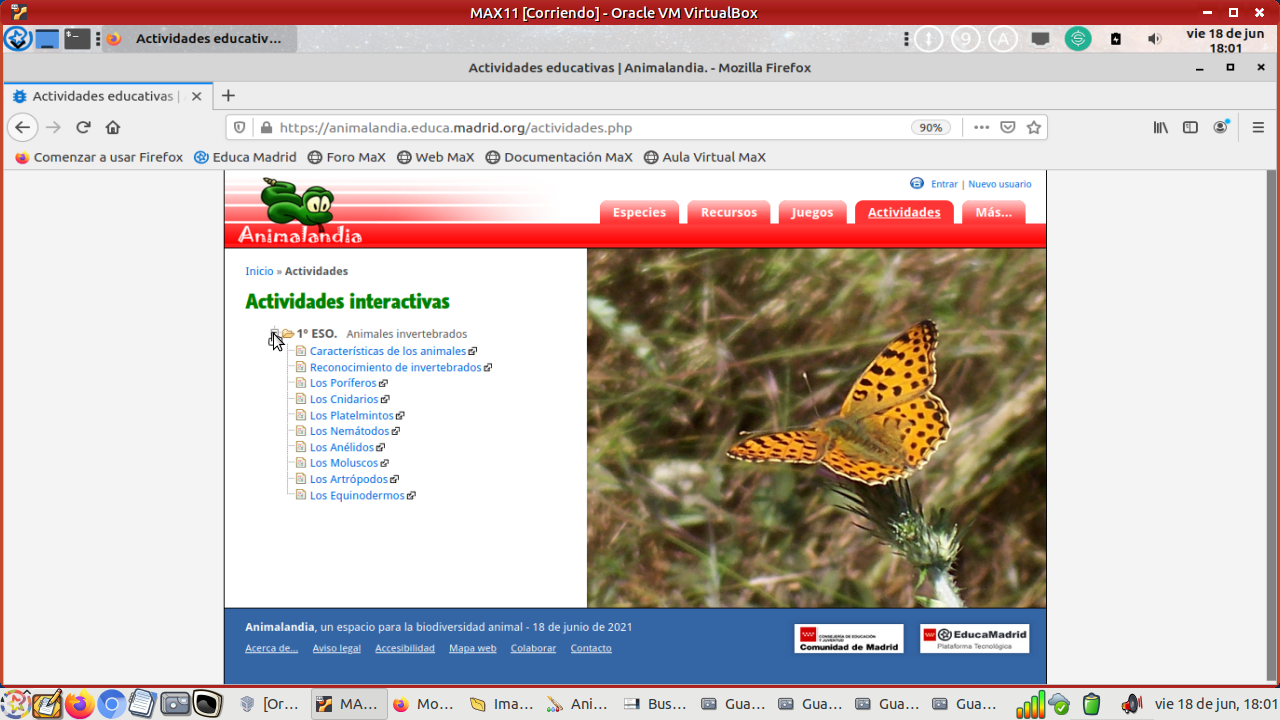 MAX11 [Corriendo] - Oracle VM VirtualBox
Actividades educativ...
9
A
vie 18 de jun
18:01
Actividades educativas | Animalandia. - Mozilla Firefox
Actividades educativas |
https://animalandia.educa.madrid.org/actividades.php
90%
Comenzar a usar Firefox
Educa Madrid
Foro MaX
Web MaX
Documentación MaX
Aula Virtual MaX
Entrar | Nuevo usuario
Animalandia
Especies
Recursos
Juegos
Actividades
Más...
Inicio » Actividades
Actividades interactivas
1º ESO. Animales invertebrados
Características de los animales
Reconocimiento de invertebrados
Los Poríferos
Los Cnidarios
Los Platelmintos
Los Nemátodos
Los Anélidos
Los Moluscos
Los Artrópodos
Los Equinodermos
Animalandia, un espacio para la biodiversidad animal - 18 de junio de 2021
Acerca de... Aviso legal Accesibilidad Mapa web Colaborar Contacto
CONSEJERÍA DE EDUCACIÓN
Y JUVENTUD
Comunidad de Madrid
EducaMadrid
Plataforma Tecnológica
[Or...
MA...
Mo...
Ima...
Ani...
Bus...
Gua...
Gua...
Gua...
Gua...
vie 18 de jun, 18:01